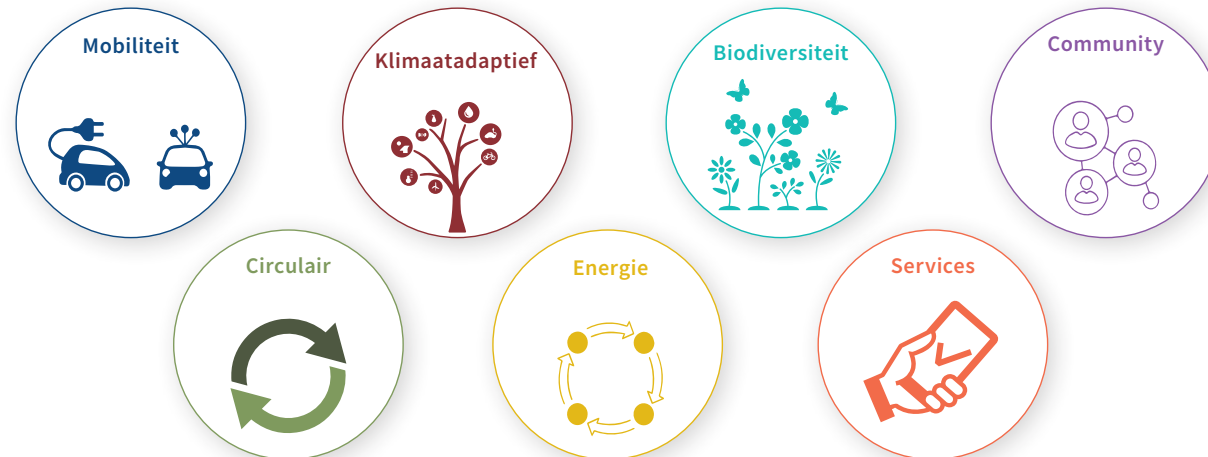 Mobiliteit
Klimaatadaptief
Biodiversiteit
Community
Circulair
Energie
Services